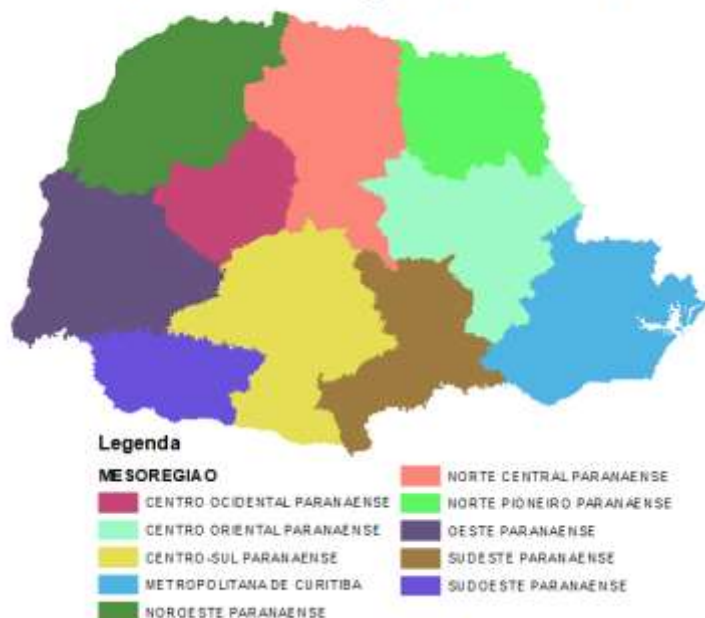 Legenda
MESOREGIAO
CENTRO OCIDENTAL PARANAENSE
CENTRO ORIENTAL PARANAENSE
CENTRO-SUL PARANAENSE
METROPOLITANA DE CURITIBA
NOROESTE PARANAENSE
NORTE CENTRAL PARANAENSE
NORTE PIONEIRO PARANAENSE
OESTE PARANAENSE
SUDESTE PARANAENSE
SUDOESTE PARANAENSE